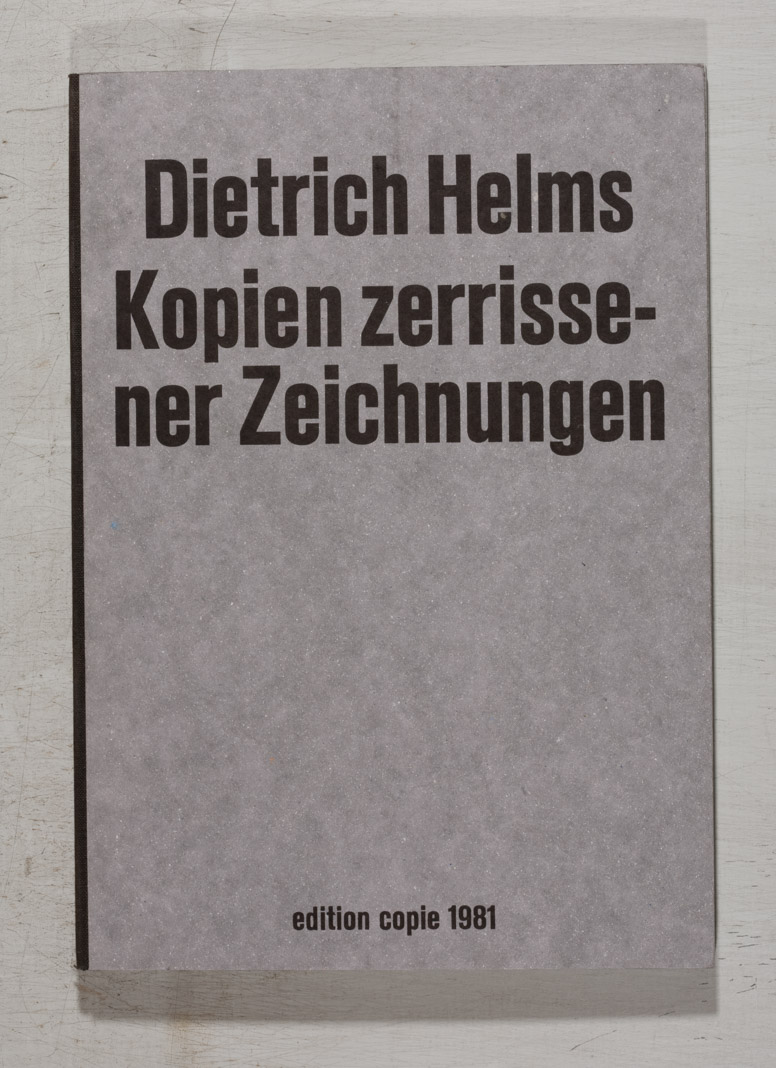 Dietrich Helms
Kopien zerrisse-
ner Zeichnungen
edition copie 1981